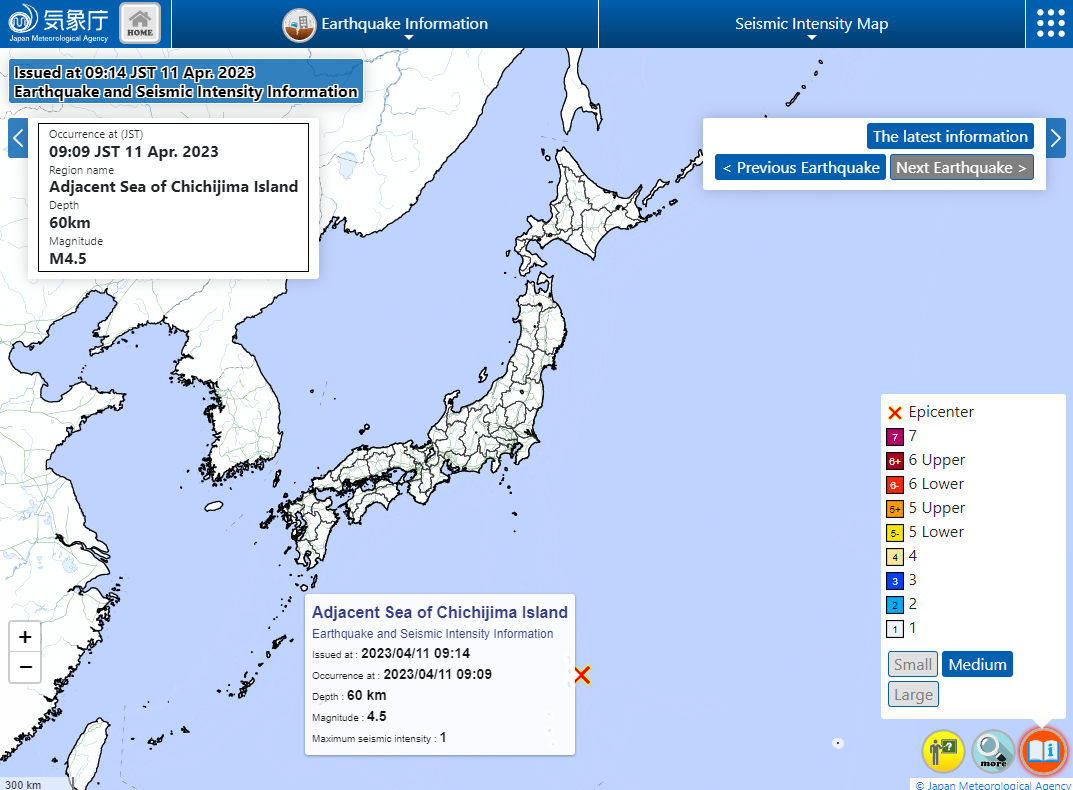 気象庁
Japan Meteorological Agency
HOME
Earthquake Information
Seismic Intensity Map
Issued at 09:14 JST 11 Apr. 2023
Earthquake and Seismic Intensity Information
Occurrence at (JST)
09:09 JST 11 Apr. 2023
Region name
Adjacent Sea of Chichijima Island
Depth
60km
Magnitude
M4.5
The latest information
< Previous Earthquake
Next Earthquake >
Epicenter
7 7
6+ 6 Upper
6- 6 Lower
5+ 5 Upper
5- 5 Lower
4 4
3 3
2 2
1 1
Small
Medium
Large
+
−
Adjacent Sea of Chichijima Island
Earthquake and Seismic Intensity Information
Issued at : 2023/04/11 09:14
Occurrence at : 2023/04/11 09:09
Depth : 60 km
Magnitude : 4.5
Maximum seismic intensity : 1
?
more
i
300 km
© Japan Meteorological Agency